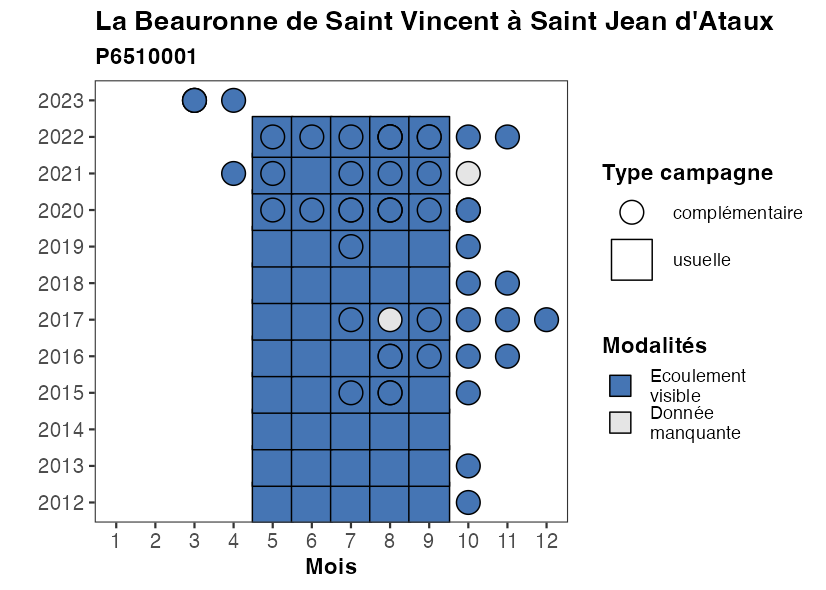 La Beauronne de Saint Vincent à Saint Jean d'Ataux
P6510001
2023
2022
2021
2020
2019
2018
2017
2016
2015
2014
2013
2012
1 2 3 4 5 6 7 8 9 10 11 12
Mois
Type campagne
complémentaire
usuelle
Modalités
Ecoulement
visible
Donnée
manquante